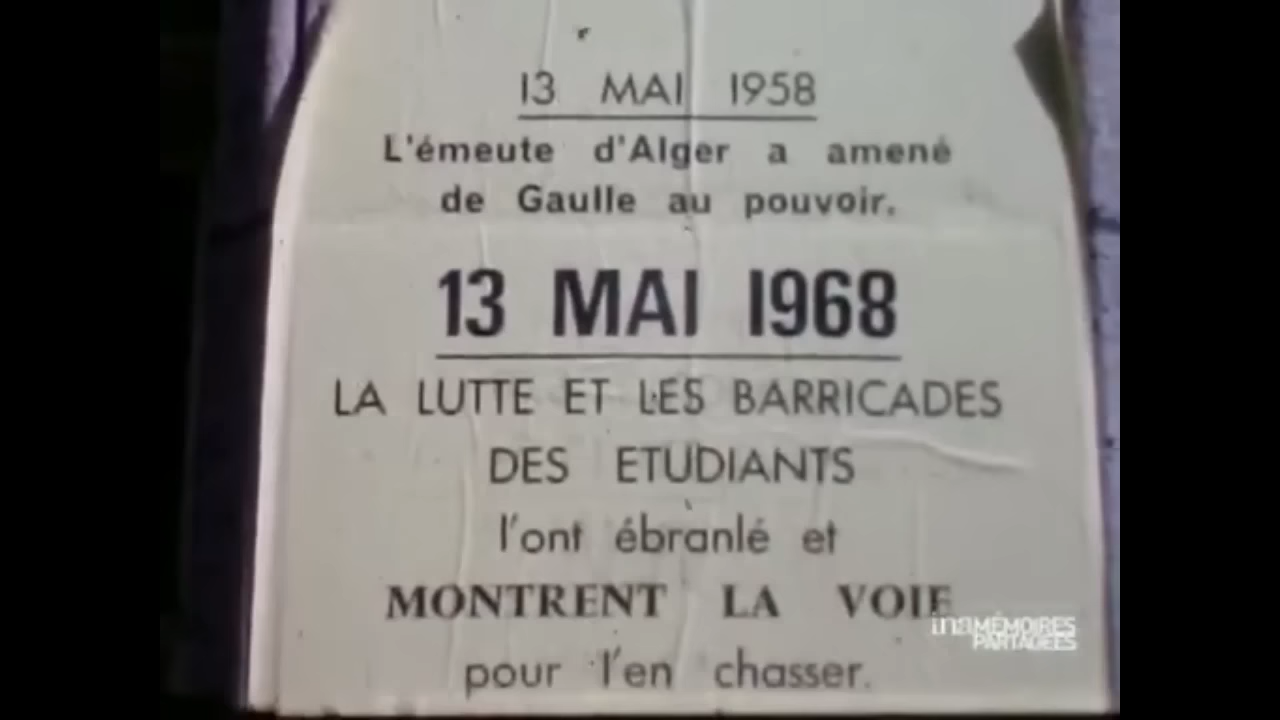 13 MAI 1958
L'émeute d'Alger a amené
de Gaulle au pouvoir.
13 MAI 1968
LA LUTTE ET LES BARRICADES
DES ETUDIANTS
l'ont ébranlé et
MONTRENT LA VOIE
pour l'en chasser.
ina MÉMOIRES
PARTAGÉES